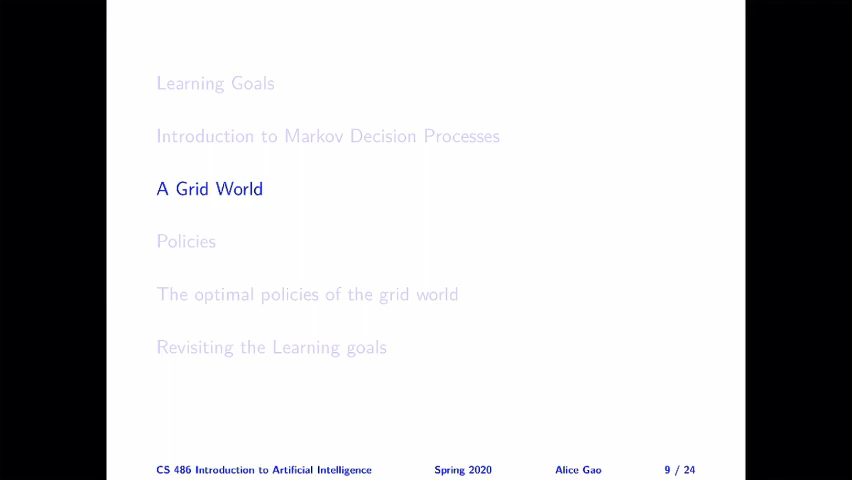 Learning Goals
Introduction to Markov Decision Processes
A Grid World
Policies
The optimal policies of the grid world
Revisiting the Learning goals
CS 486 Introduction to Artificial Intelligence Spring 2020 Alice Gao 9 / 24